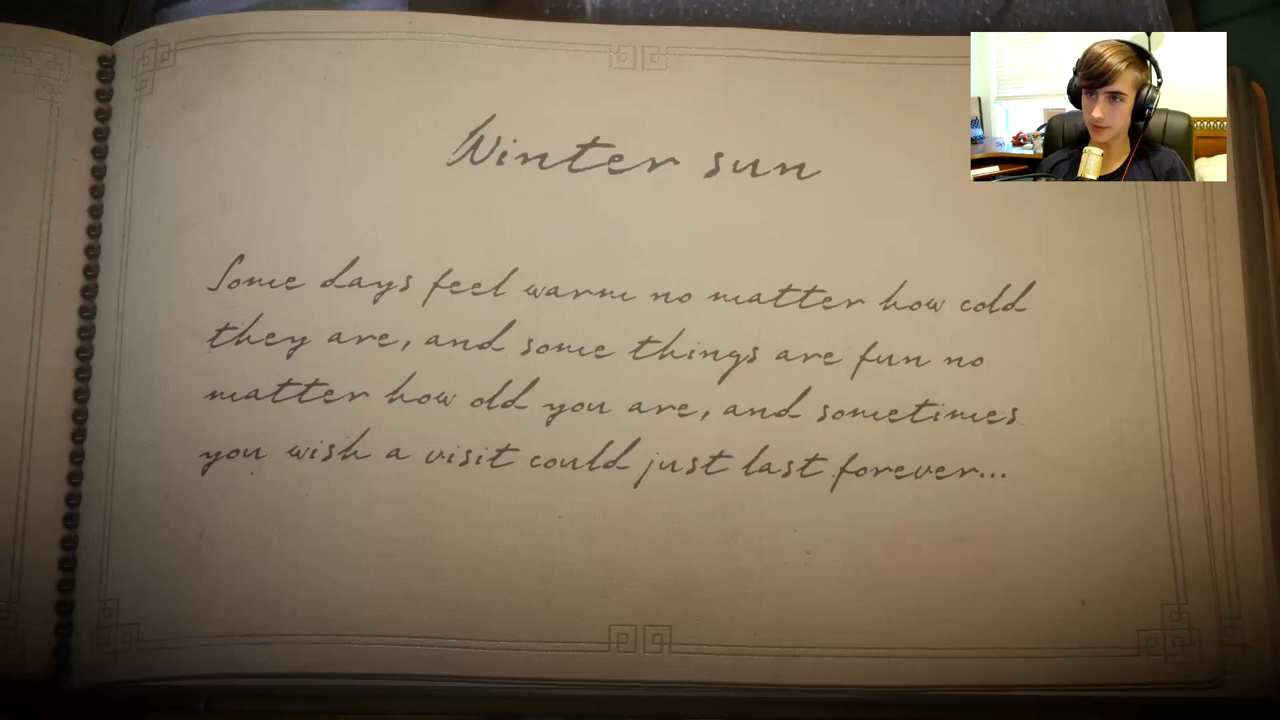 Winter sun
Some days feel warm no matter how cold
they are, and some things are fun no
matter how old you are, and sometimes
you wish a visit could just last forever...